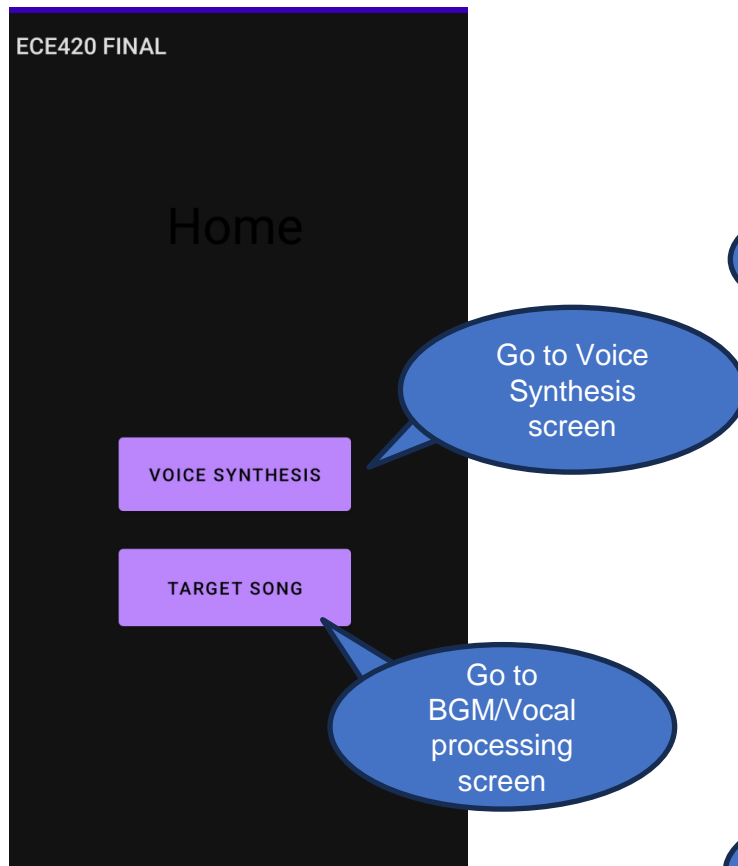 ECE420 FINAL
Home
Go to Voice
Synthesis
screen
VOICE SYNTHESIS
TARGET SONG
Go to
BGM/Vocal
processing
screen